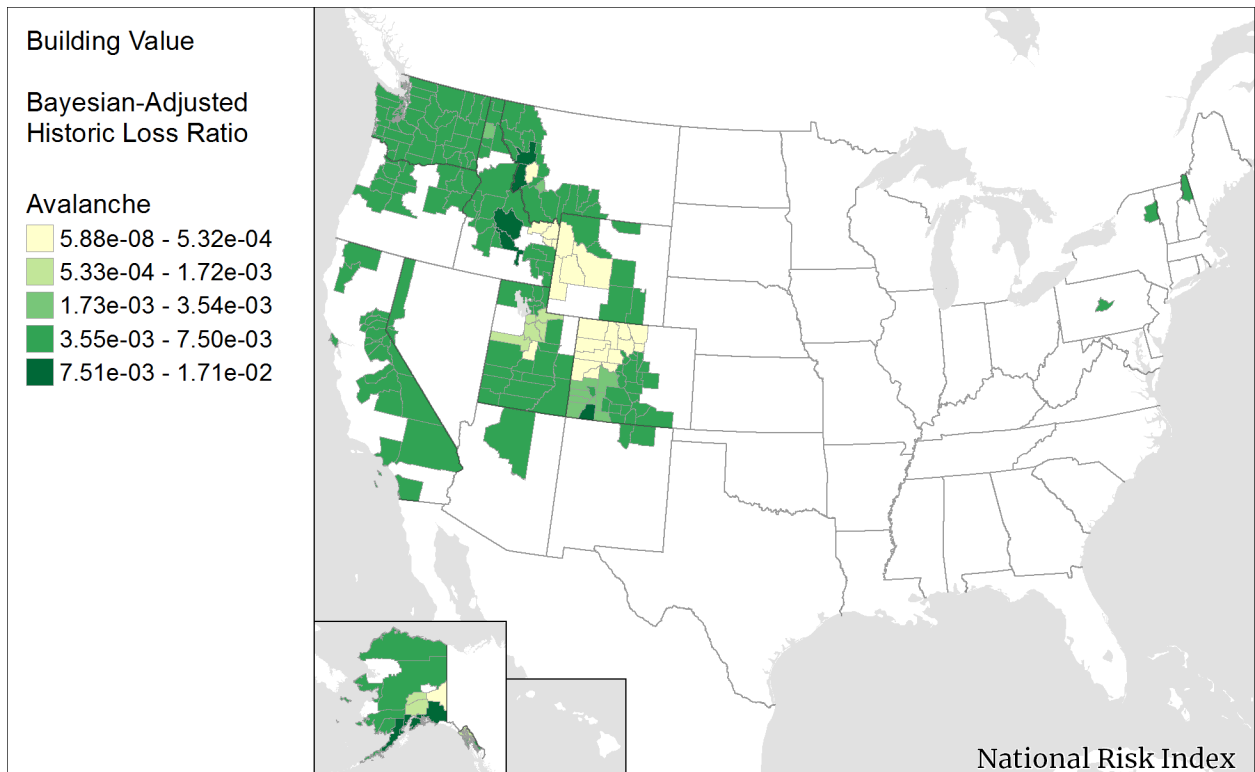 Building Value
Bayesian-Adjusted
Historic Loss Ratio
Avalanche
5.88e-08 - 5.32e-04
5.33e-04 - 1.72e-03
1.73e-03 - 3.54e-03
3.55e-03 - 7.50e-03
7.51e-03 - 1.71e-02
National Risk Index